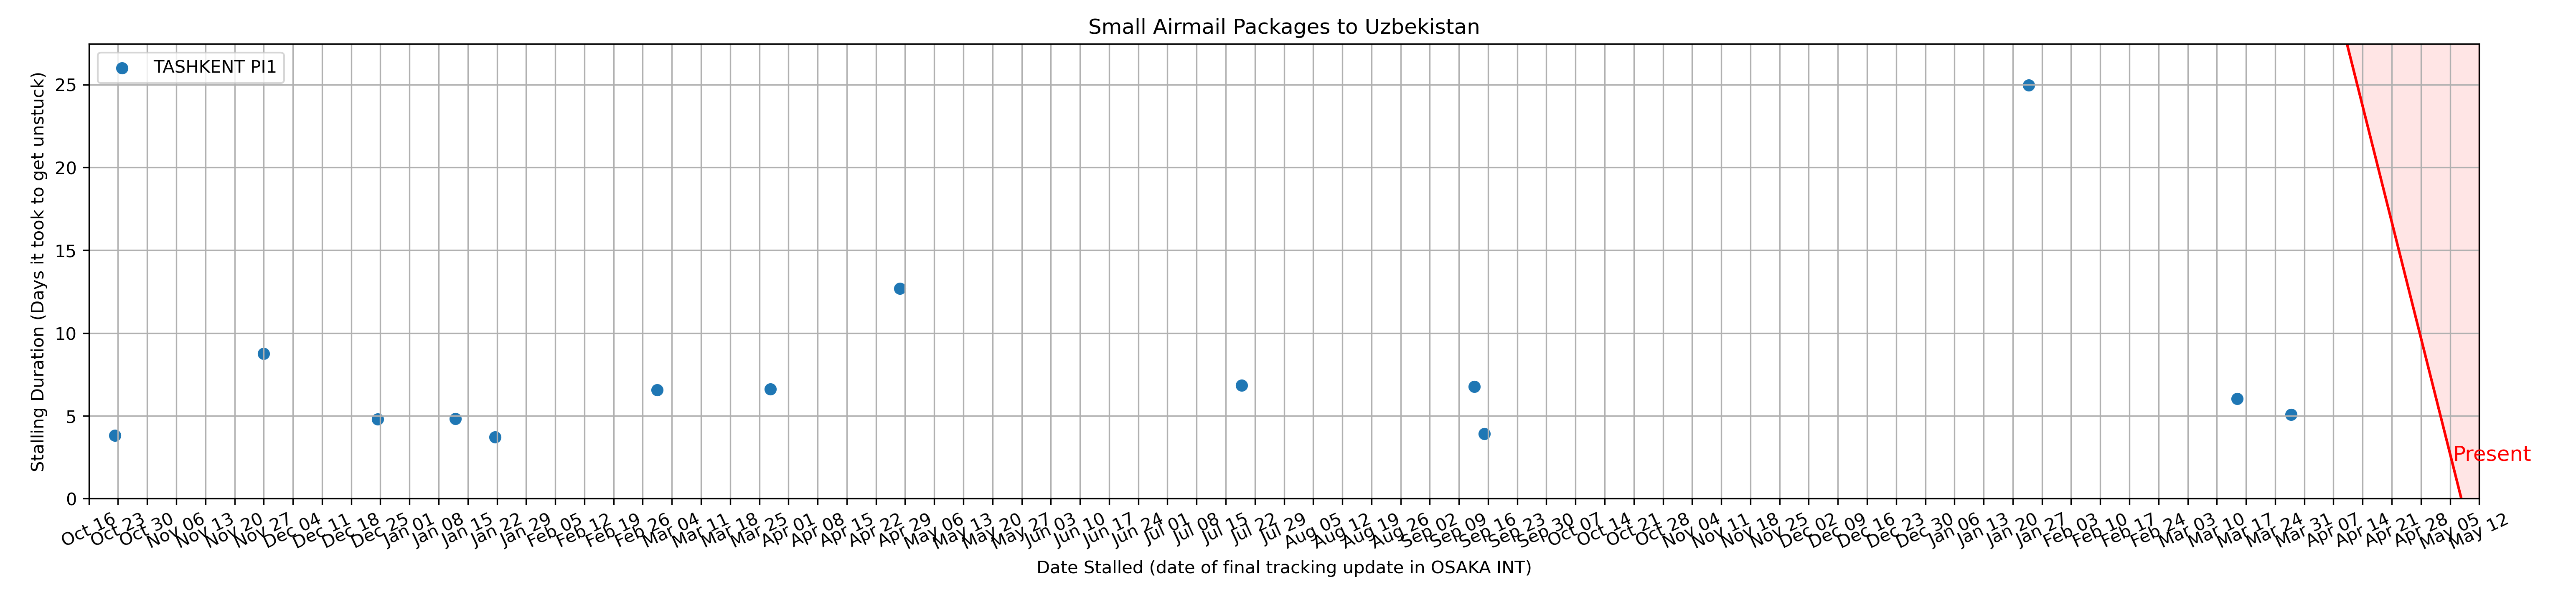 Small Airmail Packages to Uzbekistan
TASHKENT PI1
Stalling Duration (Days it took to get unstuck)
25
20
15
10
5
0
Present
Oct 16 Oct 23 Oct 30 Nov 06 Nov 13 Nov 20 Nov 27 Dec 04 Dec 11 Dec 18 Dec 25 Jan 01 Jan 08 Jan 15 Jan 22 Jan 29 Feb 05 Feb 12 Feb 19 Feb 26 Mar 04 Mar 11 Mar 18 Mar 25 Apr 01 Apr 08 Apr 15 Apr 22 Apr 29 May 06 May 13 May 20 May 27 Jun 03 Jun 10 Jun 17 Jun 24 Jul 01 Jul 08 Jul 15 Jul 22 Jul 29 Aug 05 Aug 12 Aug 19 Aug 26 Sep 02 Sep 09 Sep 16 Sep 23 Sep 30 Oct 07 Oct 14 Oct 21 Oct 28 Nov 04 Nov 11 Nov 18 Nov 25 Dec 02 Dec 09 Dec 16 Dec 23 Dec 30 Jan 06 Jan 13 Jan 20 Jan 27 Feb 03 Feb 10 Feb 17 Feb 24 Mar 03 Mar 10 Mar 17 Mar 24 Mar 31 Apr 07 Apr 14 Apr 21 Apr 28 May 05 May 12
Date Stalled (date of final tracking update in OSAKA INT)